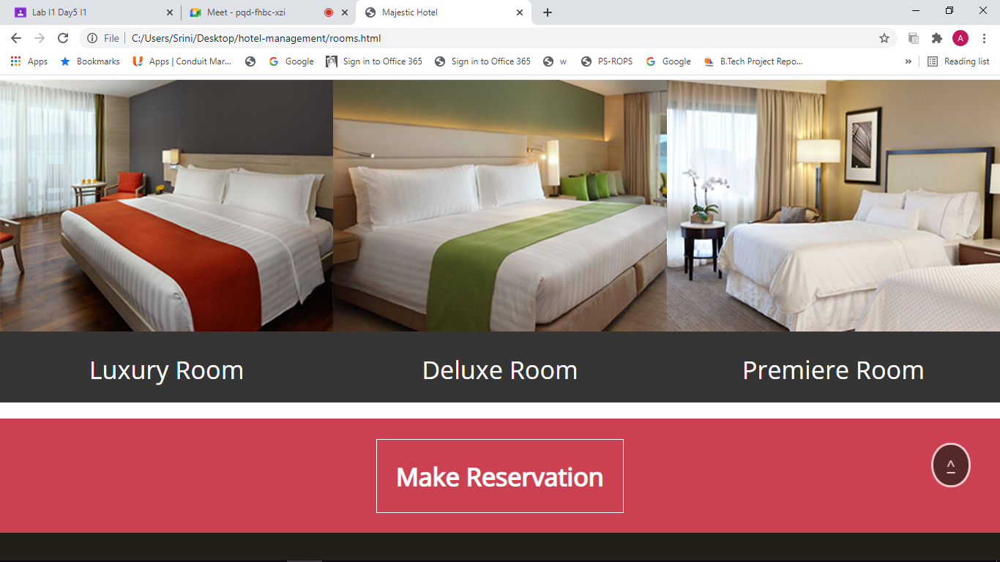 Lab I1 Day5 I1
Meet - pqd-fhbc-xzi
Majestic Hotel
File
C:/Users/Srini/Desktop/hotel-management/rooms.html
A
Apps
Bookmarks
Apps | Conduit Mar...
Google
Sign in to Office 365
Sign in to Office 365
w
PS-ROPS
Google
B.Tech Project Repo...
»
Reading list
Luxury Room
Deluxe Room
Premiere Room
Make Reservation
^